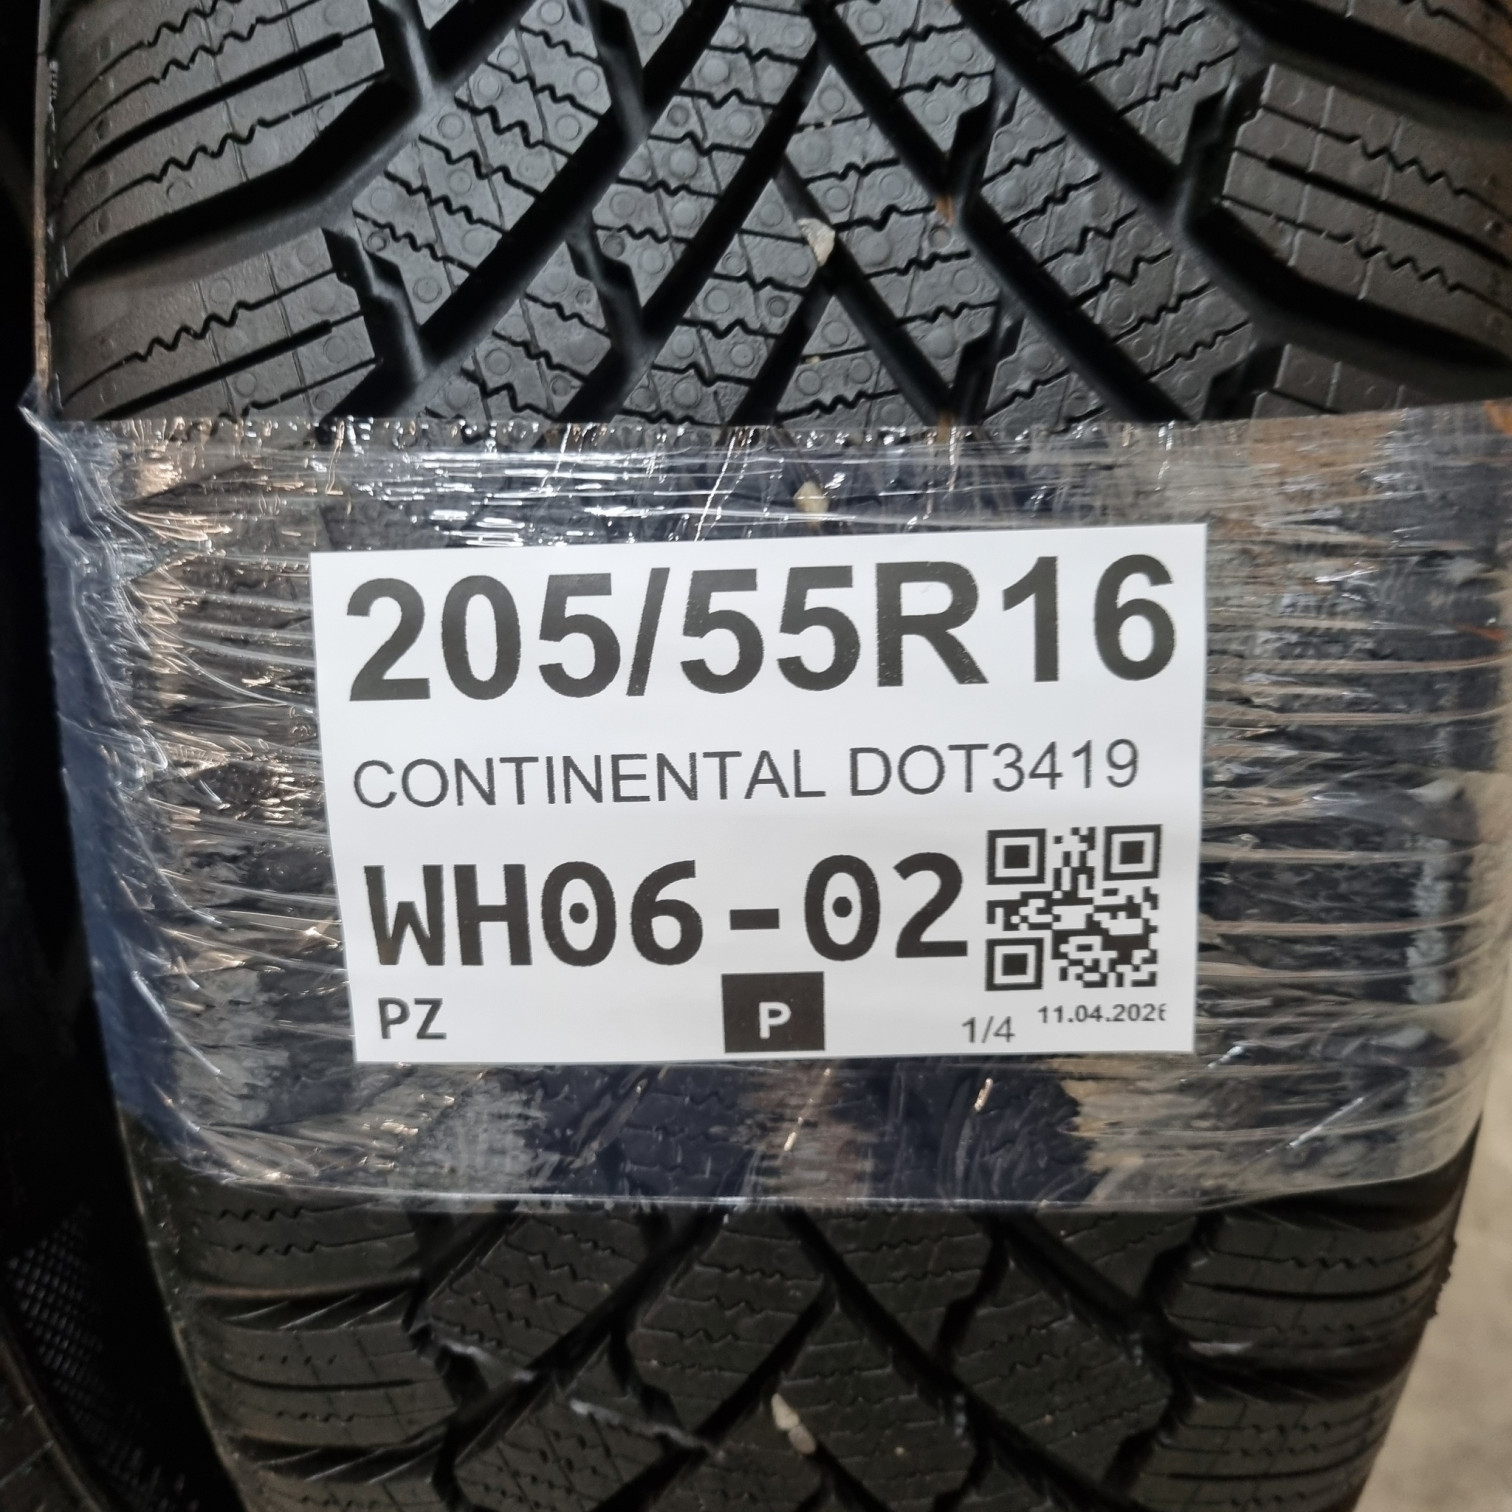 205/55R16
CONTINENTAL DOT3419
WH06-02
PZ P 1/4 11.04.2026